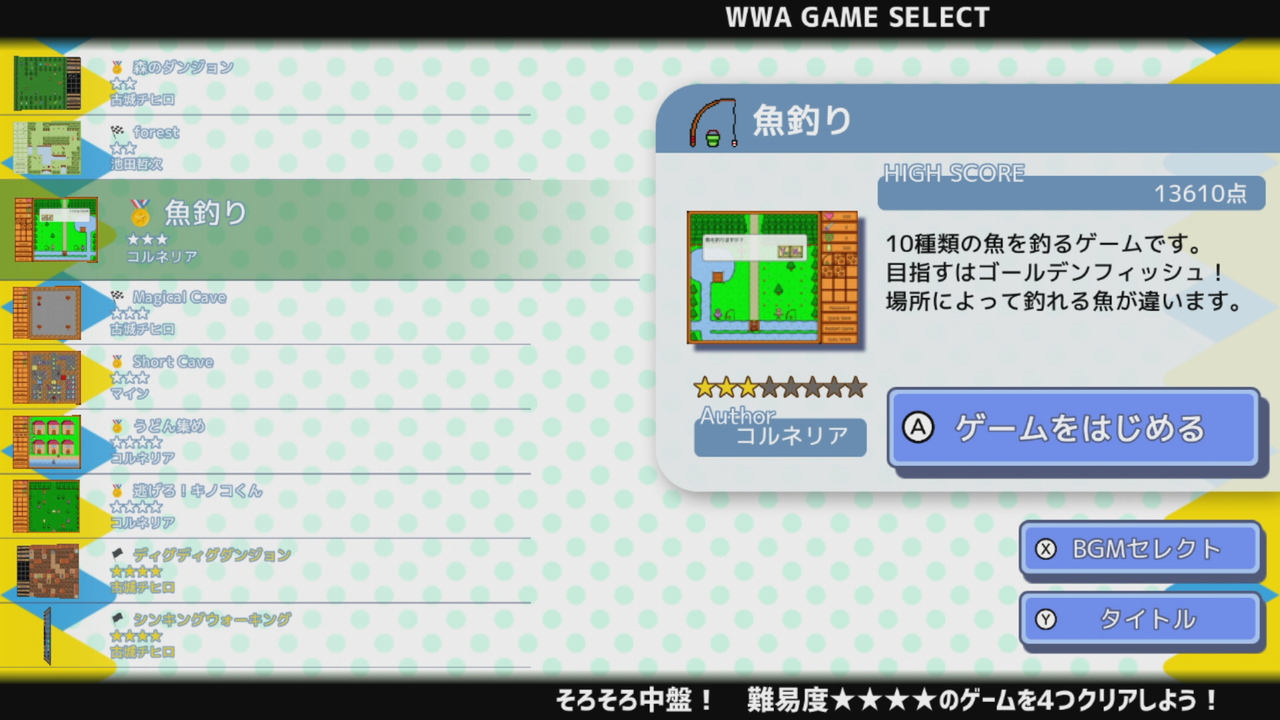 WWA GAME SELECT
森のダンジョン
★★
古城チヒロ
forest
★★
池田哲次
魚釣り
★★★
コルネリア
Magical Cave
★★★
古城チヒロ
Short Cave
★★★
マイン
うどん集め
★★★★
コルネリア
逃げろ！キノコくん
★★★★
コルネリア
ディグディグダンジョン
★★★★
古城チヒロ
シンキングウォーキング
★★★★
古城チヒロ
魚釣り
HIGH SCORE
13610点
10種類の魚を釣るゲームです。
目指すはゴールデンフィッシュ！
場所によって釣れる魚が違います。
★★★★★★★★
Author
コルネリア
A ゲームをはじめる
X BGMセレクト
Y タイトル
そろそろ中盤！　難易度★★★★のゲームを4つクリアしよう！